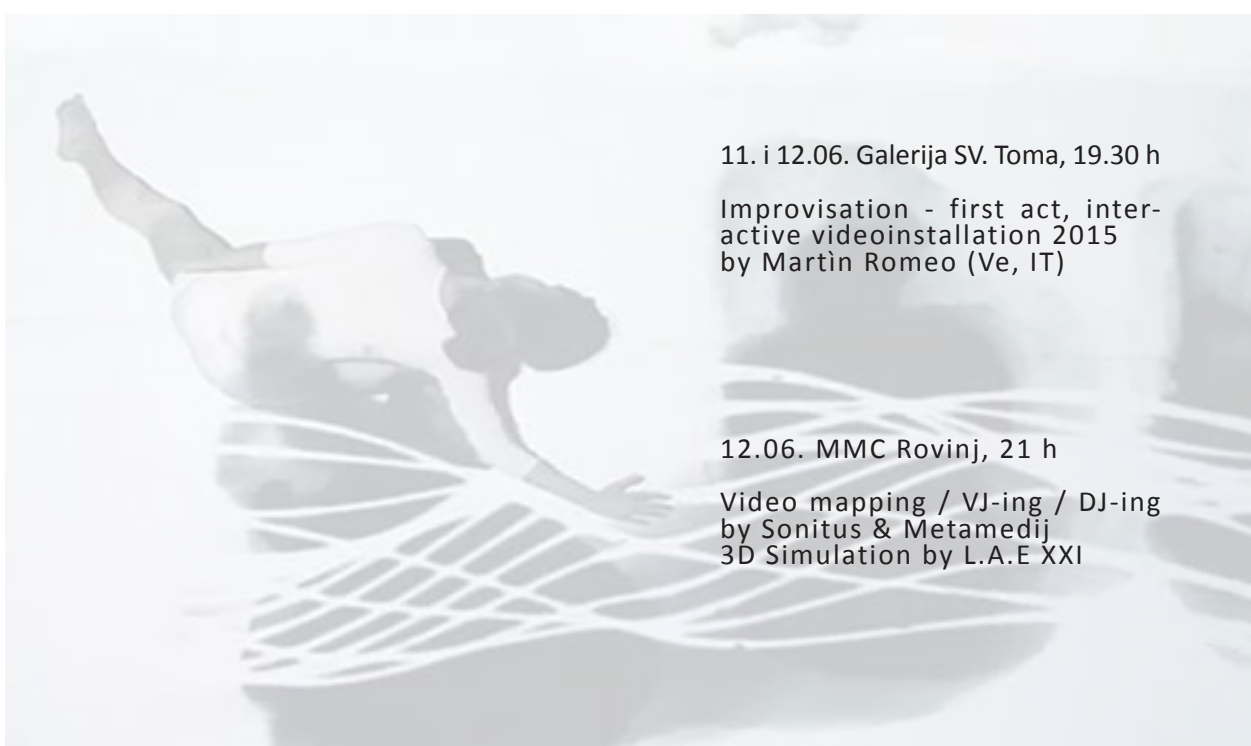 11. i 12.06. Galerija SV. Toma, 19.30 h
Improvisation - first act, inter-
active videoinstallation 2015
by Martìn Romeo (Ve, IT)
12.06. MMC Rovinj, 21 h
Video mapping / VJ-ing / DJ-ing
by Sonitus & Metamedij
3D Simulation by L.A.E XXI